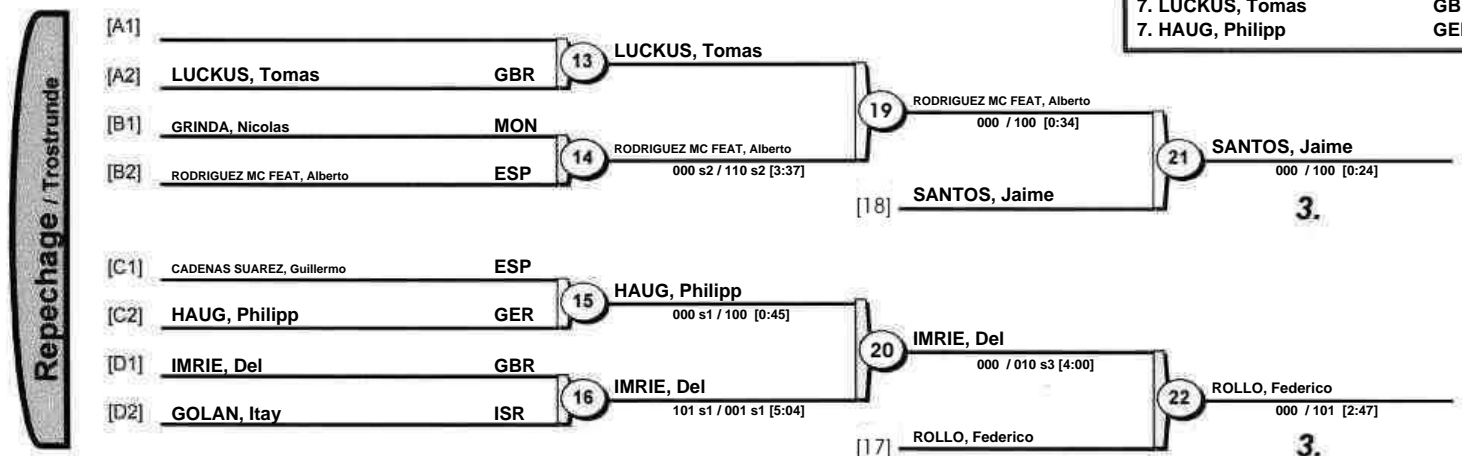 7. LUCKUS, Tomas GB
7. HAUG, Philipp GE
Repechage / Trostrunde
[A1]
[A2] LUCKUS, Tomas GBR
13 LUCKUS, Tomas
[B1] GRINDA, Nicolas MON
[B2] RODRIGUEZ MC FEAT, Alberto ESP
14 RODRIGUEZ MC FEAT, Alberto
000 s2 / 110 s2 [3:37]
19 RODRIGUEZ MC FEAT, Alberto
000 / 100 [0:34]
[18] SANTOS, Jaime
21 SANTOS, Jaime
000 / 100 [0:24]
3.
[C1] CADENAS SUAREZ, Guillermo ESP
[C2] HAUG, Philipp GER
15 HAUG, Philipp
000 s1 / 100 [0:45]
[D1] IMRIE, Del GBR
[D2] GOLAN, Itay ISR
16 IMRIE, Del
101 s1 / 001 s1 [5:04]
20 IMRIE, Del
000 / 010 s3 [4:00]
[17] ROLLO, Federico
22 ROLLO, Federico
000 / 101 [2:47]
3.